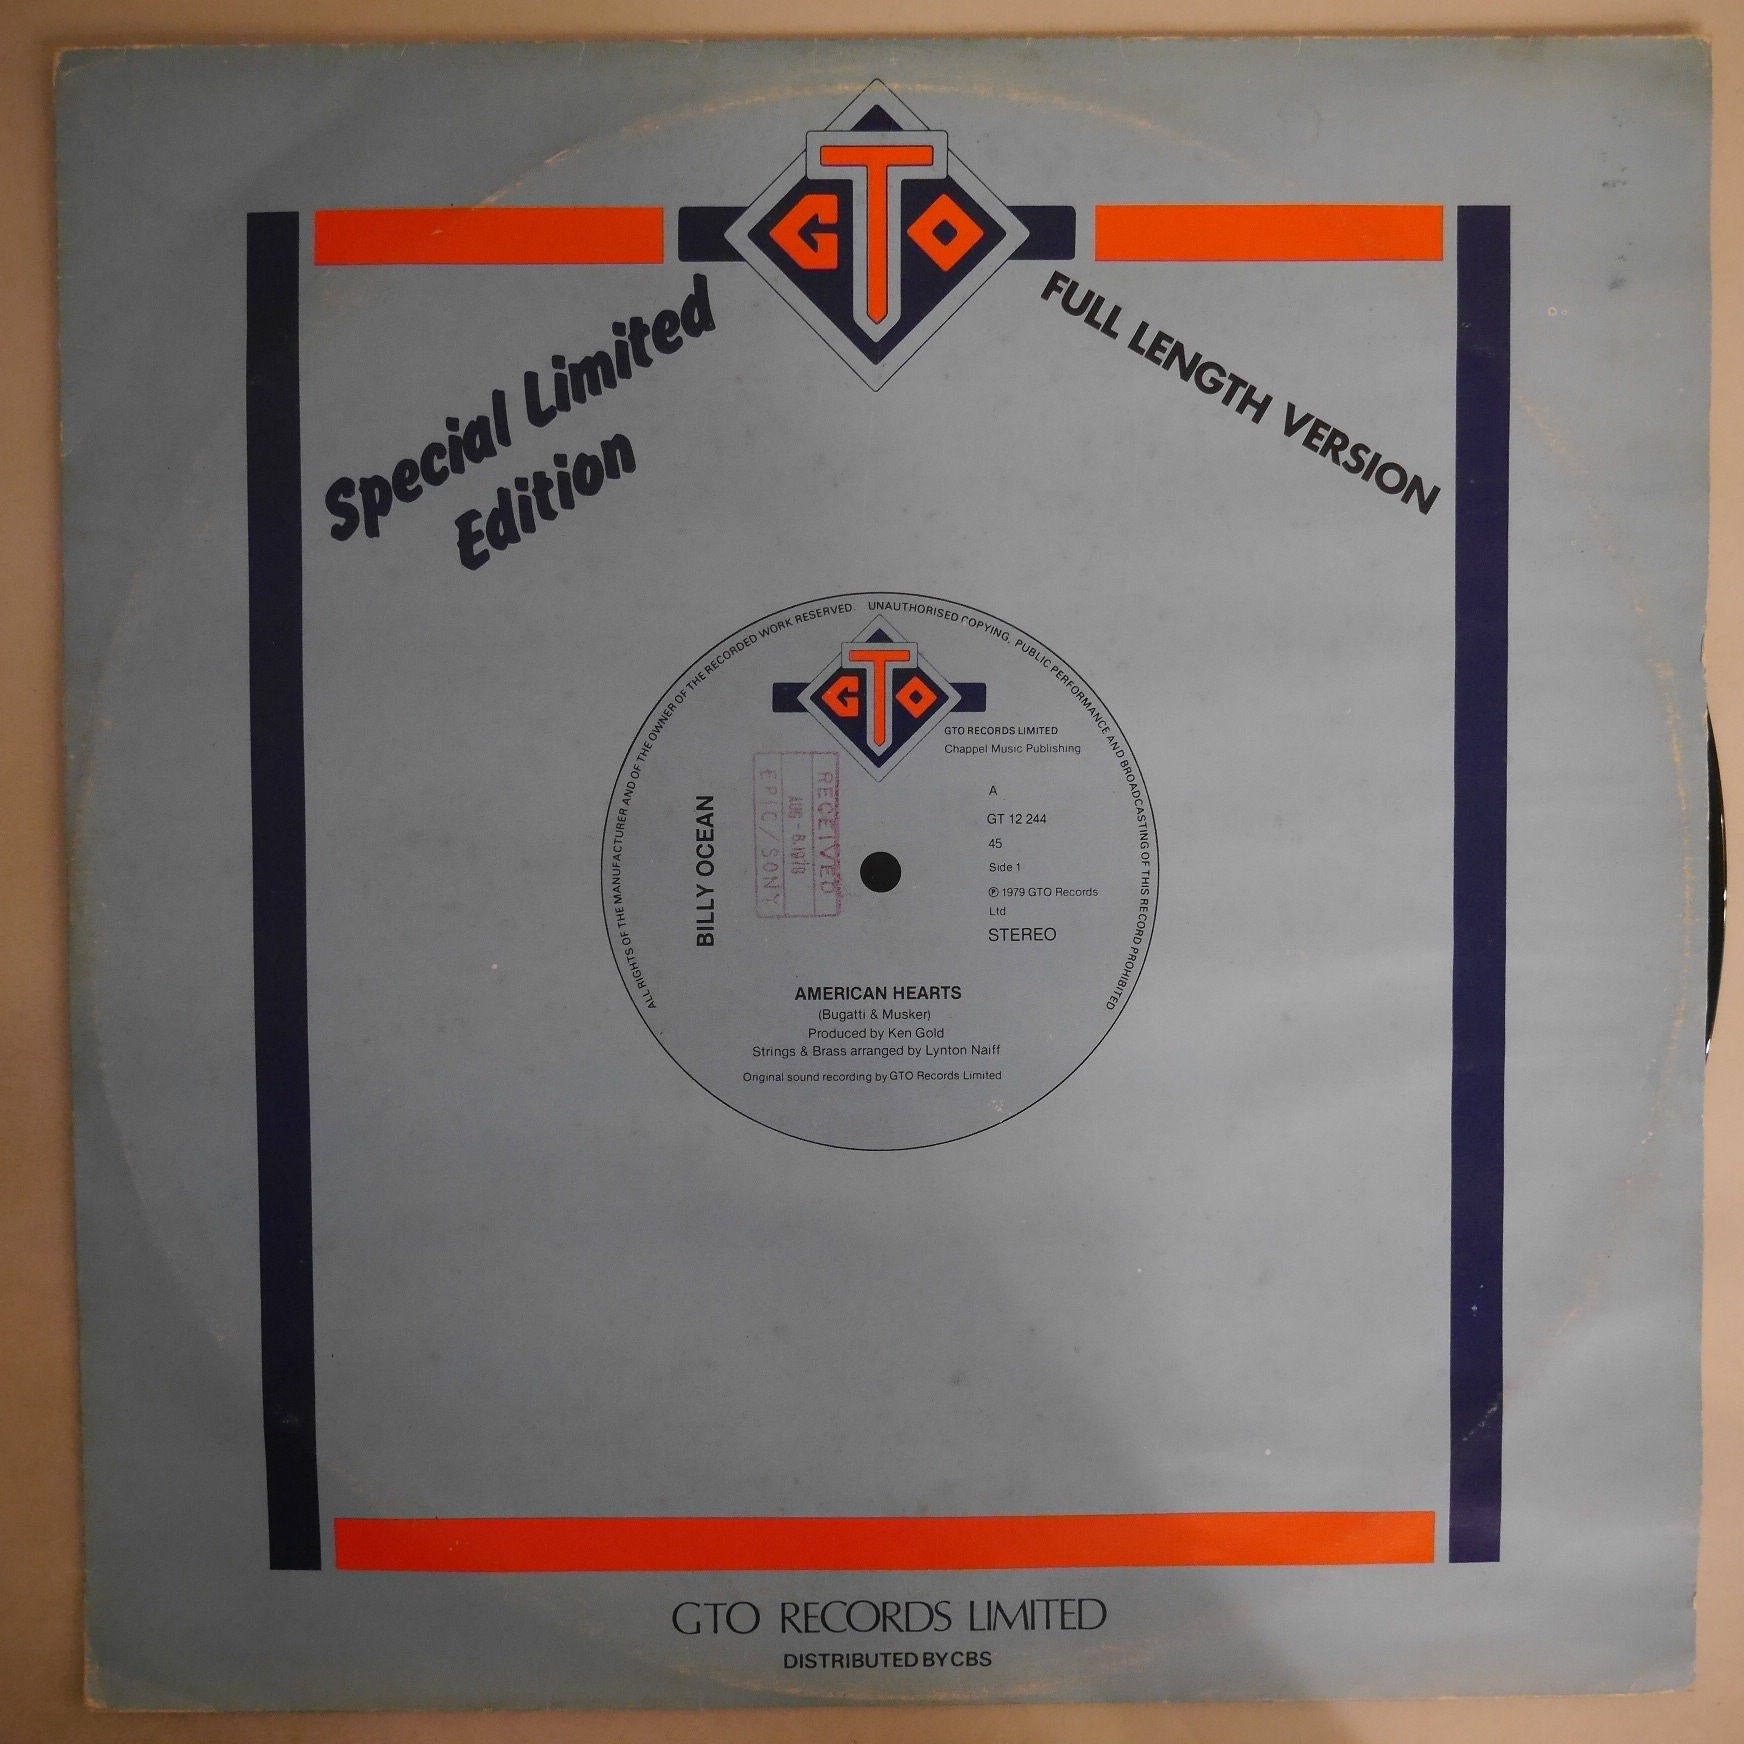 GTO
Special Limited
Edition
FULL LENGTH VERSION
ALL RIGHTS OF THE MANUFACTURER AND OF THE OWNER OF THE RECORDED WORK RESERVED. UNAUTHORISED COPYING, PUBLIC PERFORMANCE AND BROADCASTING OF THIS RECORD PROHIBITED
GTO
GTO RECORDS LIMITED
Chappel Music Publishing
A
GT 12 244
45
Side 1
℗ 1979 GTO Records
Ltd
STEREO
BILLY OCEAN
RECEIVED
AUG - 8
EPIC/SONY
AMERICAN HEARTS
(Bugatti & Musker)
Produced by Ken Gold
Strings & Brass arranged by Lynton Naiff
Original sound recording by GTO Records Limited
GTO RECORDS LIMITED
DISTRIBUTED BY CBS